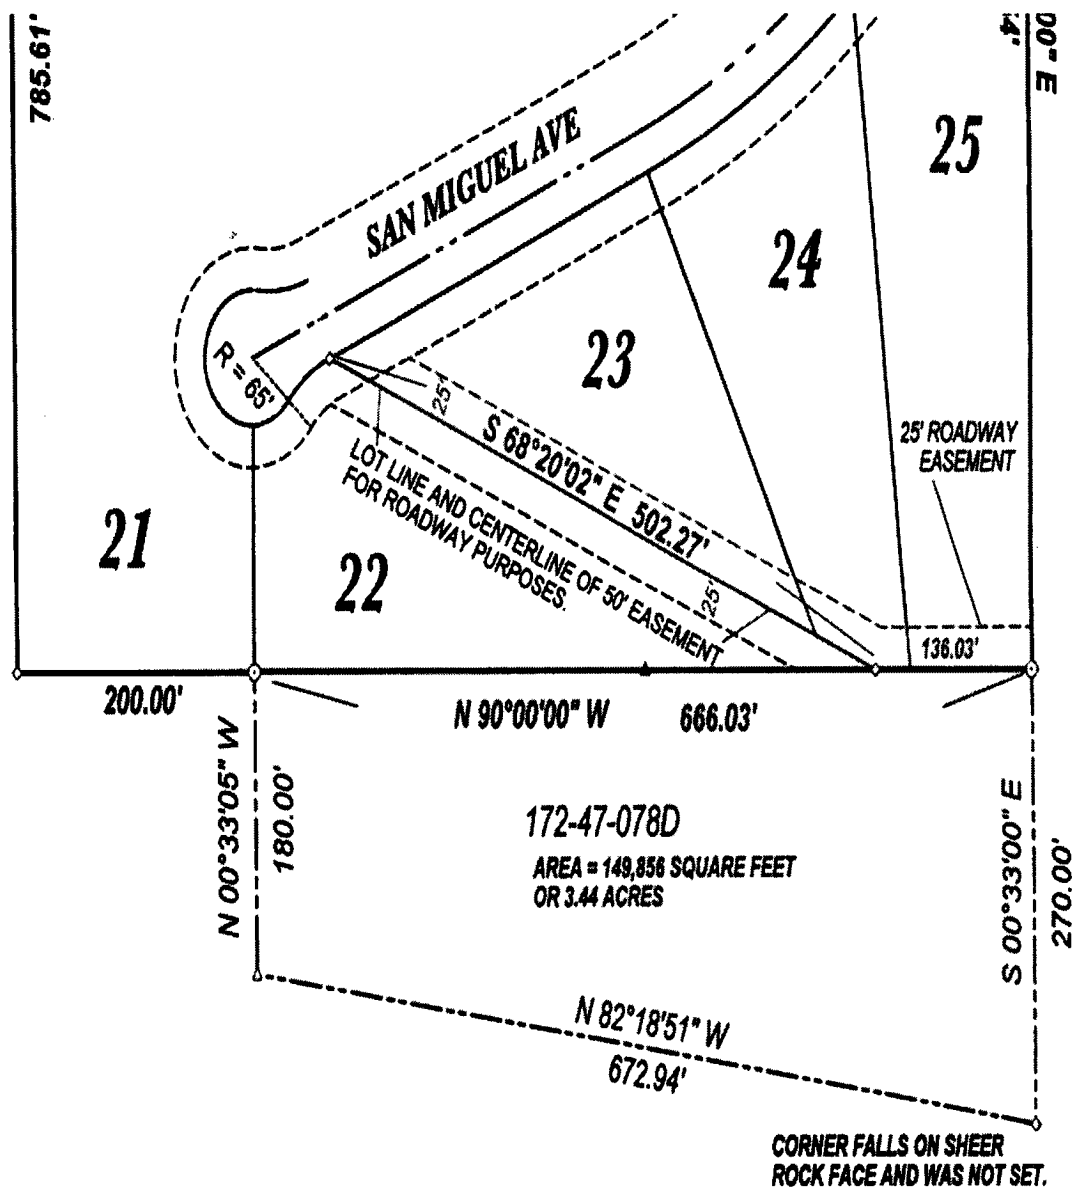 785.61'
00" E
4'
25
SAN MIGUEL AVE
24
23
R = 65'
25'
S 68°20'02" E 502.27'
25' ROADWAY
EASEMENT
LOT LINE AND CENTERLINE OF 50' EASEMENT
FOR ROADWAY PURPOSES.
25'
21
22
136.03'
200.00'
N 90°00'00" W 666.03'
N 00°33'05" W
180.00'
172-47-078D
AREA = 149,856 SQUARE FEET
OR 3.44 ACRES
S 00°33'00" E
270.00'
N 82°18'51" W
672.94'
CORNER FALLS ON SHEER
ROCK FACE AND WAS NOT SET.